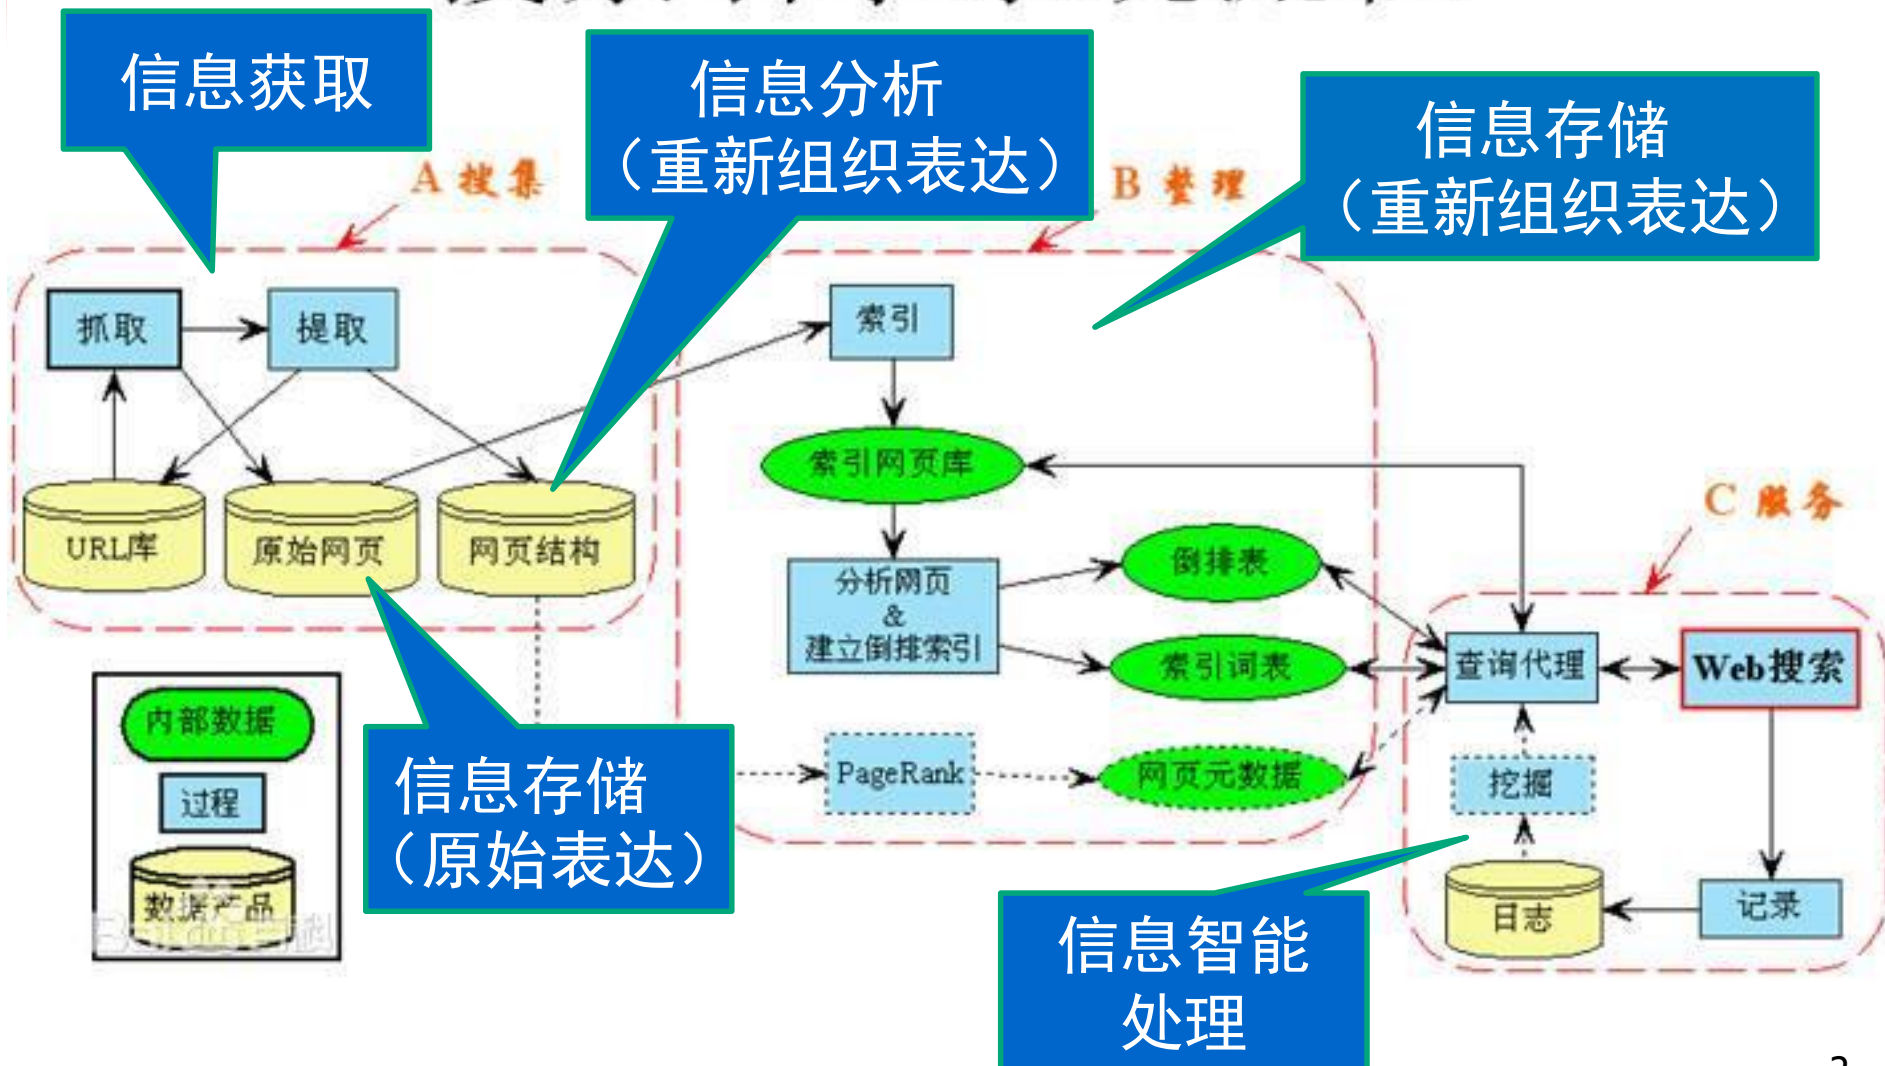 信息获取
信息分析
（重新组织表达）
信息存储
（重新组织表达）
A 搜集
B 整理
抓取
提取
索引
索引网页库
URL库
原始网页
网页结构
分析网页
&
建立倒排索引
倒排表
索引词表
C 服务
查询代理
Web搜索
内部数据
过程
数据产品
信息存储
（原始表达）
PageRank
网页元数据
挖掘
日志
记录
信息智能
处理